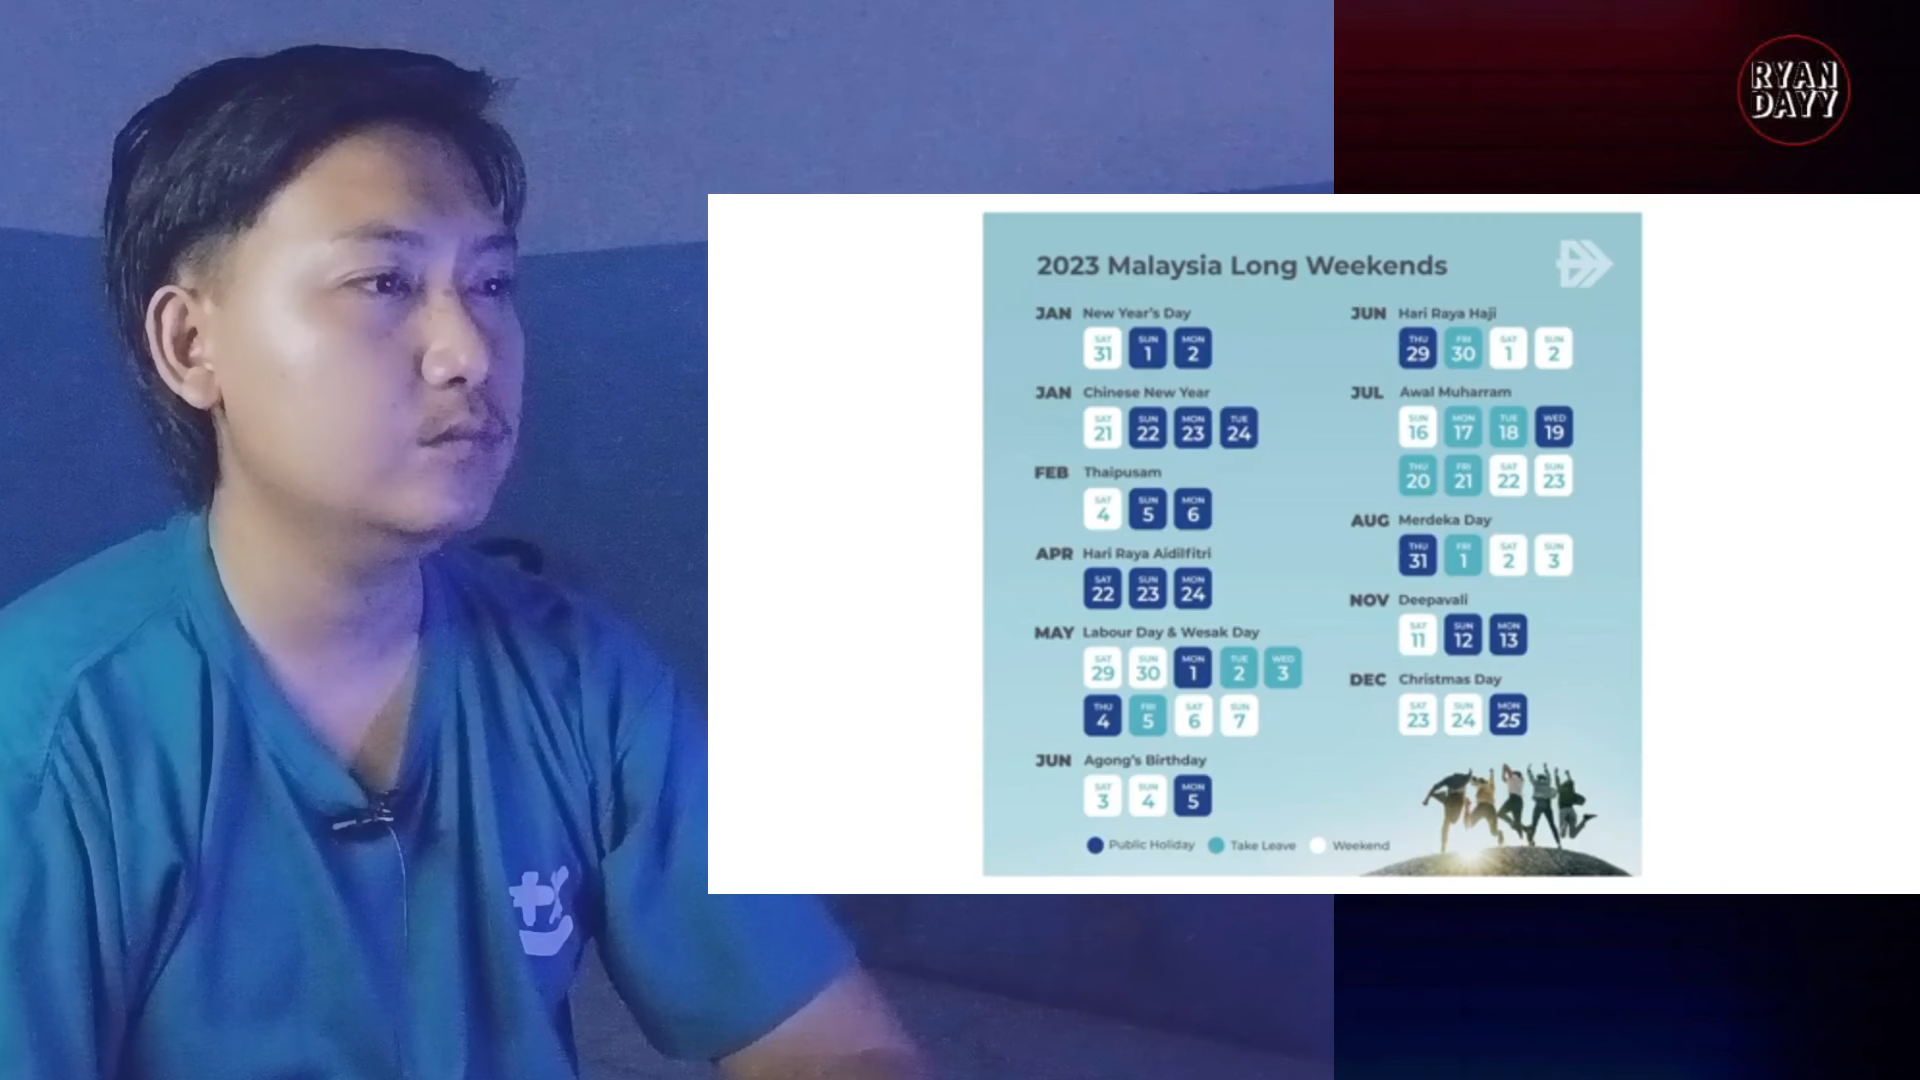 RYAN
DAYY
2023 Malaysia Long Weekends
JAN New Year's Day
SAT 31 SUN 1 MON 2
JAN Chinese New Year
SAT 21 SUN 22 MON 23 TUE 24
FEB Thaipusam
SAT 4 SUN 5 MON 6
APR Hari Raya Aidilfitri
SAT 22 SUN 23 MON 24
MAY Labour Day & Wesak Day
SAT 29 SUN 30 MON 1 TUE 2 WED 3
THU 4 FRI 5 SAT 6 SUN 7
JUN Agong's Birthday
SAT 3 SUN 4 MON 5
JUN Hari Raya Haji
THU 29 FRI 30 SAT 1 SUN 2
JUL Awal Muharram
SUN 16 MON 17 TUE 18 WED 19
THU 20 FRI 21 SAT 22 SUN 23
AUG Merdeka Day
THU 31 FRI 1 SAT 2 SUN 3
NOV Deepavali
SAT 11 SUN 12 MON 13
DEC Christmas Day
SAT 23 SUN 24 MON 25
Public Holiday Take Leave Weekend